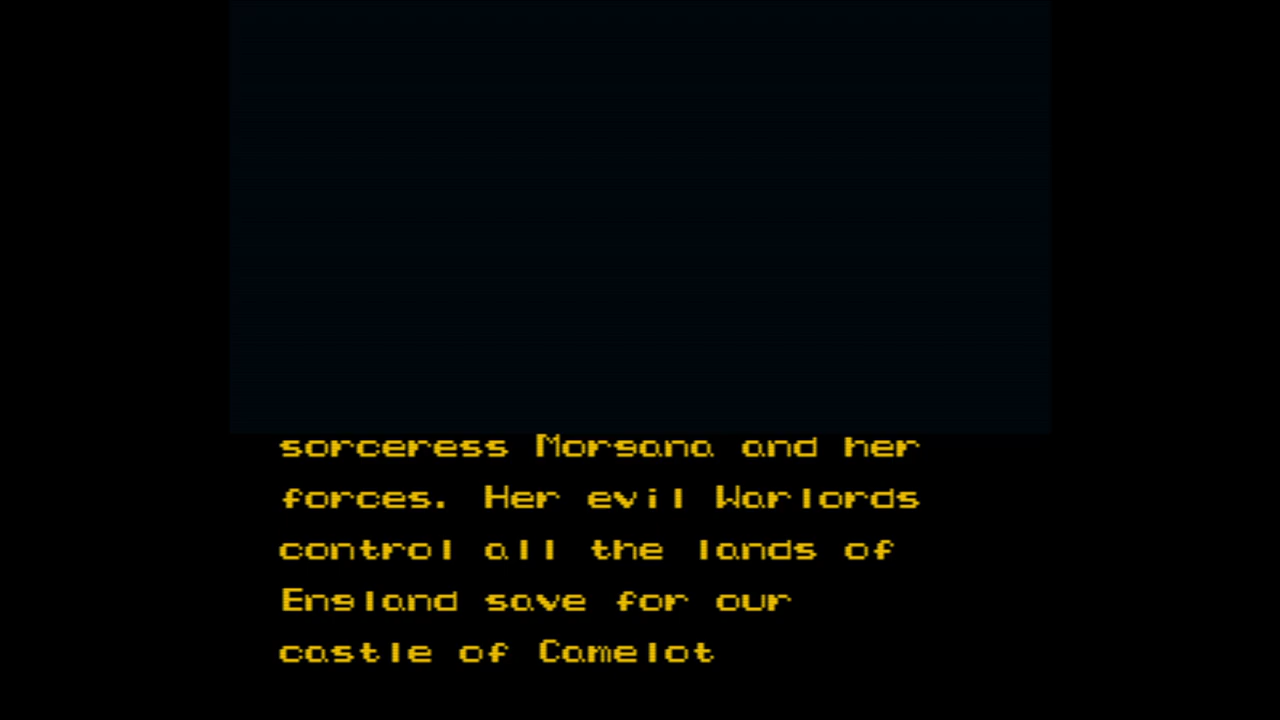 sorceress Morgana and her
forces. Her evil Warlords
control all the lands of
England save for our
castle of Camelot